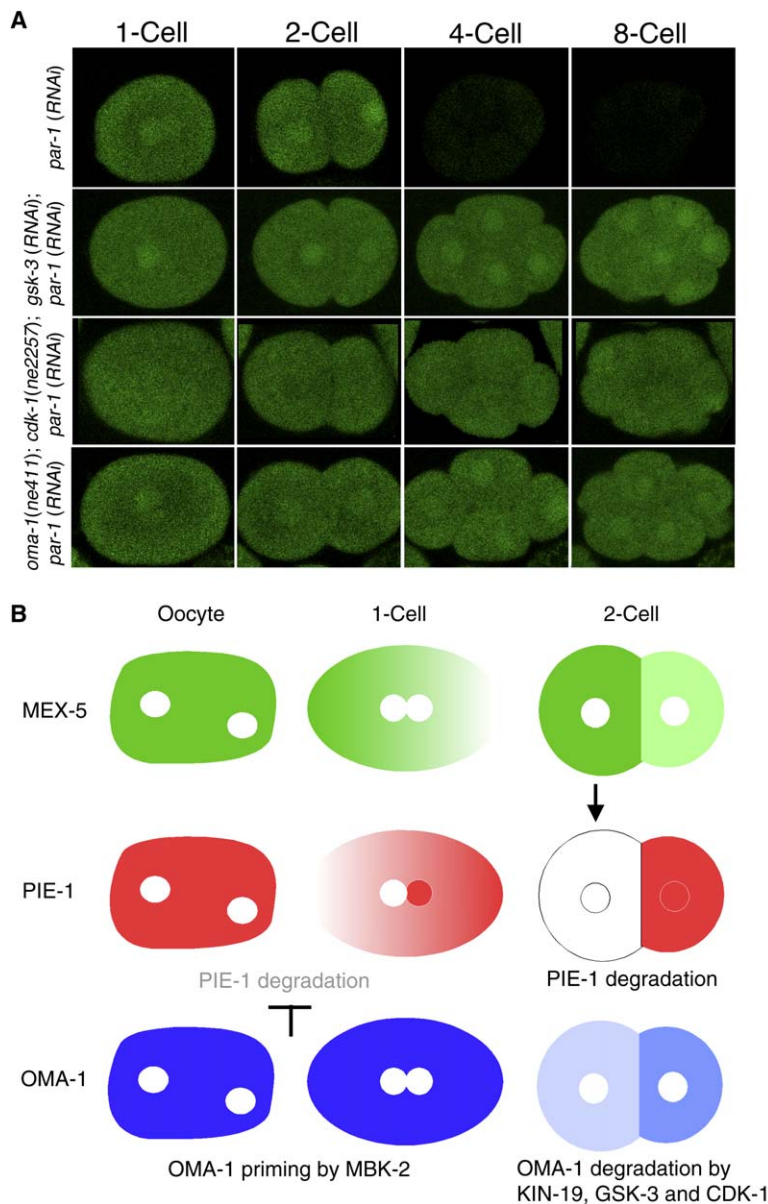 A
1-Cell 2-Cell 4-Cell 8-Cell
par-1 (RNAi)
gsk-3 (RNAi);
par-1 (RNAi)
cdk-1(ne2257);
par-1 (RNAi)
oma-1(ne411);
par-1 (RNAi)
B
Oocyte 1-Cell 2-Cell
MEX-5
PIE-1
PIE-1 degradation PIE-1 degradation
OMA-1
OMA-1 priming by MBK-2 OMA-1 degradation by
KIN-19, GSK-3 and CDK-1